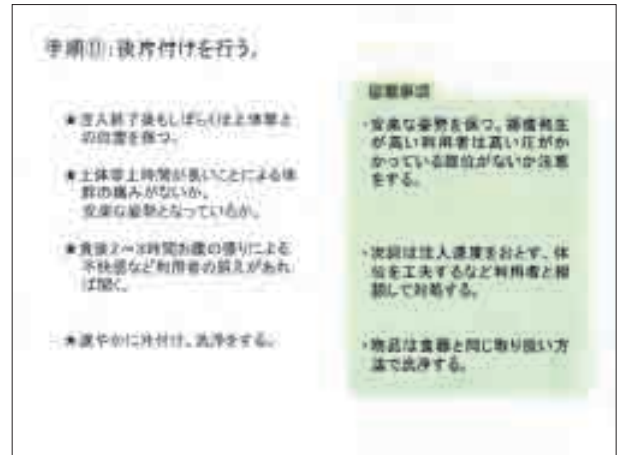 手順⑪:後片付けを行う。
★注入終了後もしばらくは上体挙上
の位置を保つ。
★上体挙上時間が長いことによる体
幹の痛みがないか。
安楽な姿勢となっているか。
★食後2〜3時間お腹の張りによる
不快感など利用者の訴えがあれ
ば聞く。
★速やかに片付け、洗浄をする。
留意事項
・安楽な姿勢を保つ。褥瘡発生
が高い利用者は高い圧がか
かっている部位がないか注意
をする。
・次回は注入速度をおとす、体
位を工夫するなど利用者と相
談して対処する。
・物品は食器と同じ取り扱い方
法で洗浄する。